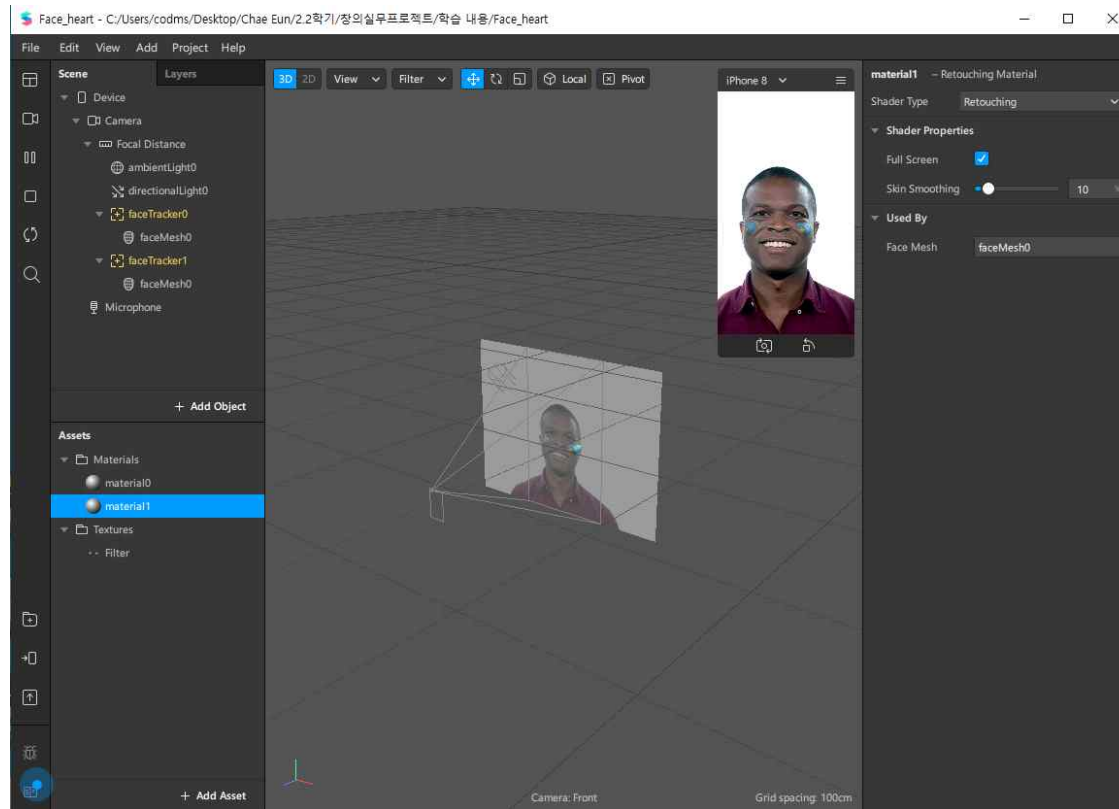 Face_heart - C:/Users/codms/Desktop/Chae Eun/2.2학기/창의실무프로젝트/학습 내용/Face_heart
File Edit View Add Project Help
Scene Layers
Device
Camera
Focal Distance
ambientLight0
directionalLight0
faceTracker0
faceMesh0
faceTracker1
faceMesh0
Microphone
+ Add Object
Assets
Materials
material0
material1
Textures
Filter
+ Add Asset
3D 2D View Filter Local Pivot
iPhone 8
Camera: Front
Grid spacing: 100cm
material1 – Retouching Material
Shader Type Retouching
Shader Properties
Full Screen
Skin Smoothing 10 %
Used By
Face Mesh faceMesh0